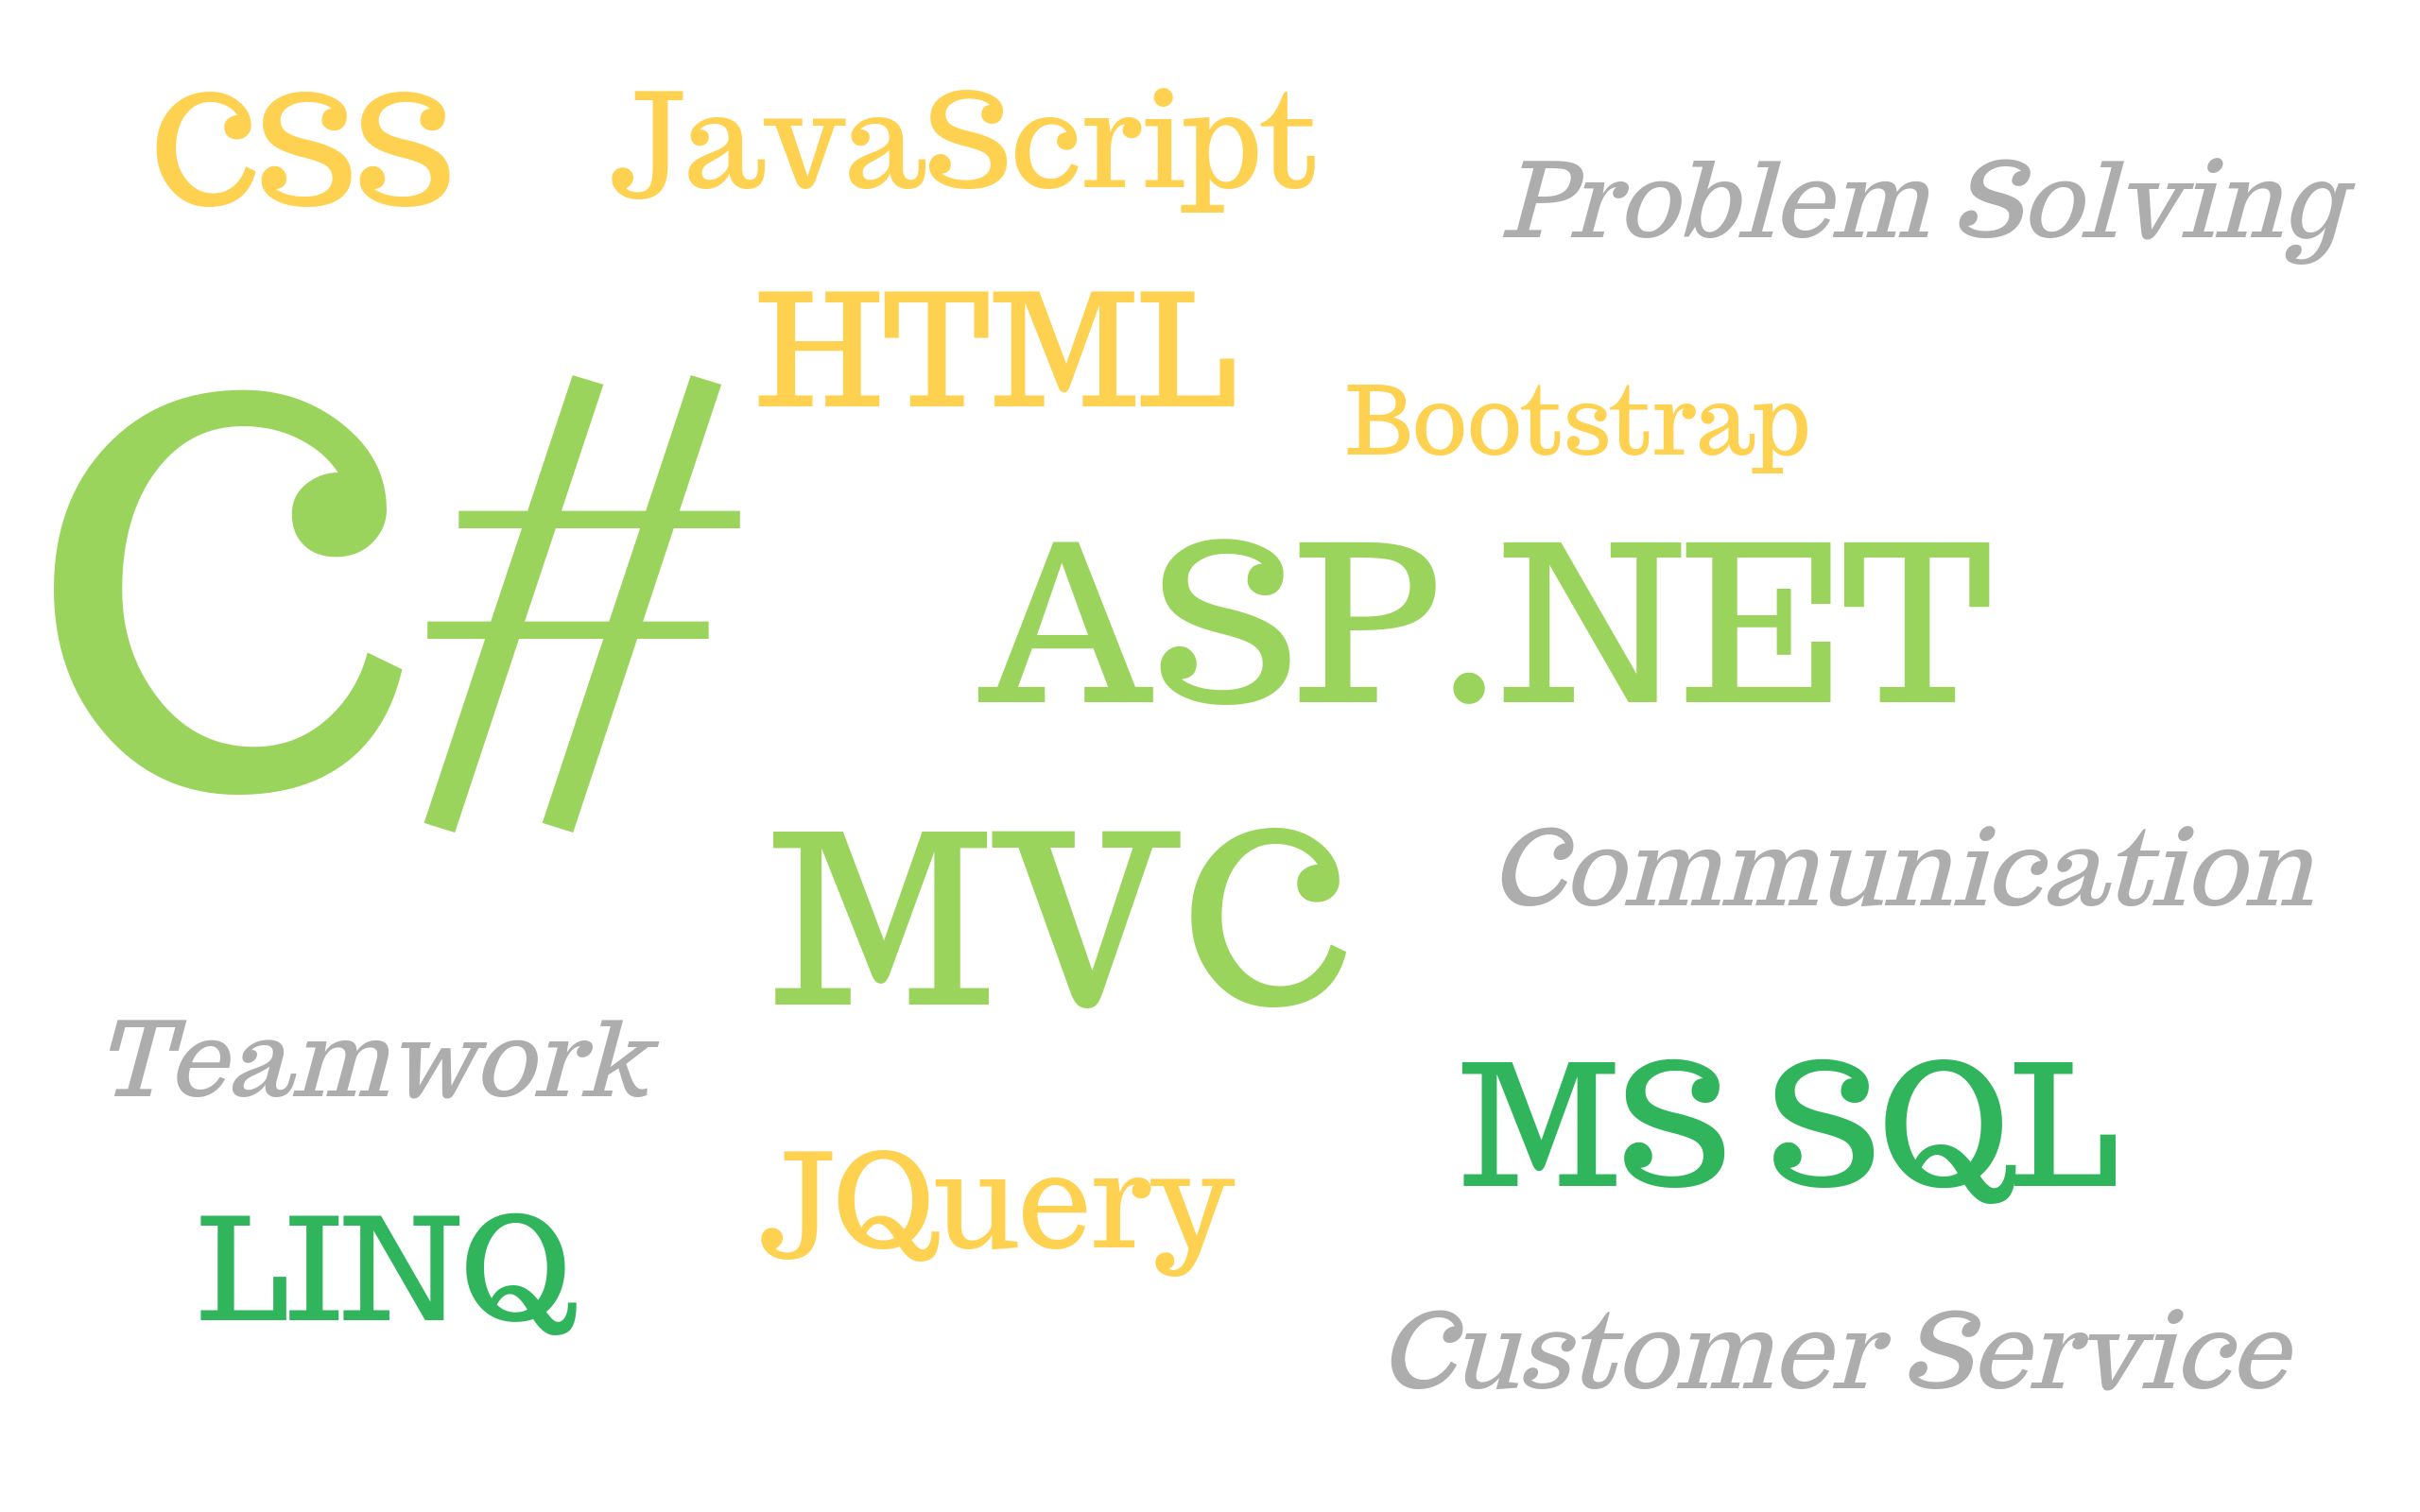 CSS
JavaScript
Problem Solving
HTML
Bootstrap
C#
ASP.NET
MVC
Communication
Teamwork
MS SQL
JQuery
LINQ
Customer Service